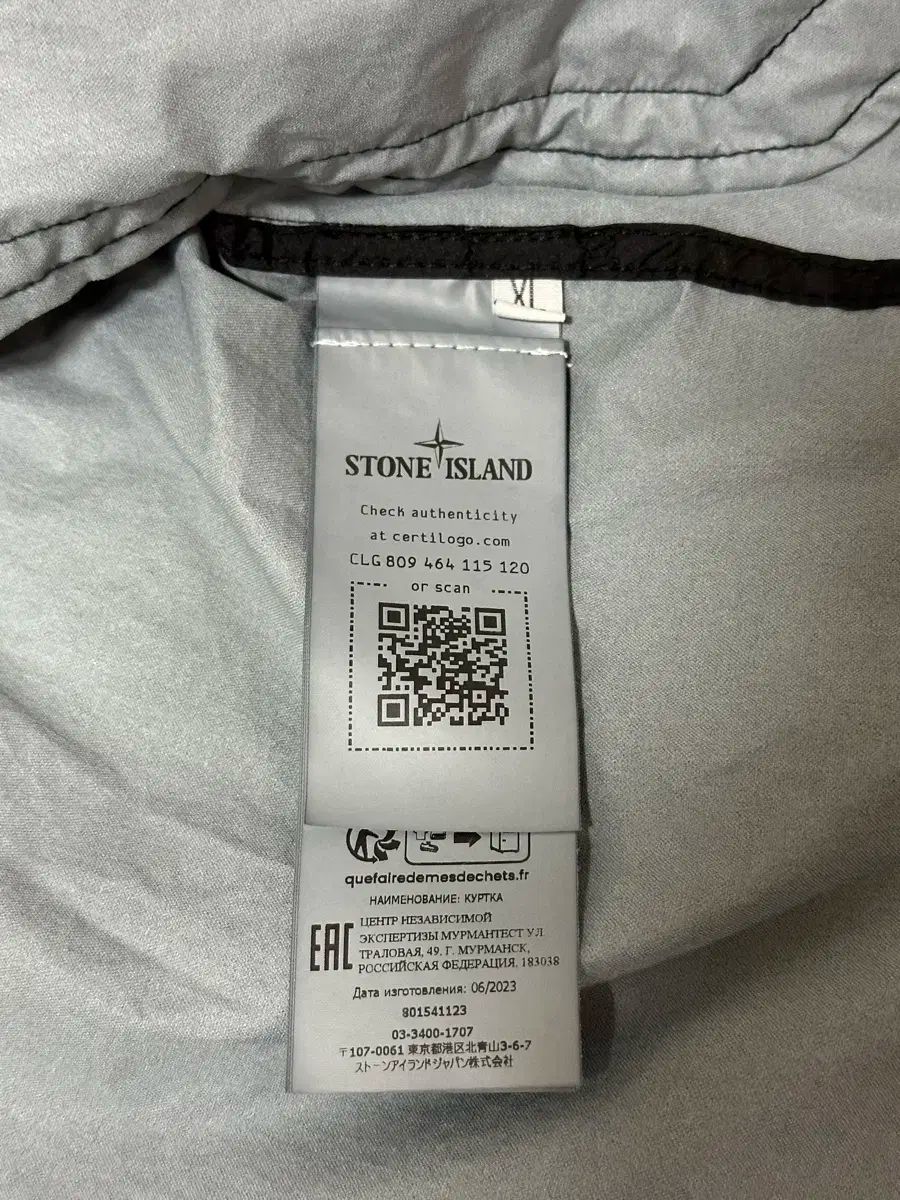 XL
STONE ISLAND
Check authenticity
at certilogo.com
CLG 809 464 115 120
or scan
quefairedemesdechets.fr
НАИМЕНОВАНИЕ: КУРТКА
EAC
ЦЕНТР НЕЗАВИСИМОЙ
ЭКСПЕРТИЗЫ МУРМАНТЕСТ УЛ.
ТРАЛОВАЯ, 49, Г. МУРМАНСК,
РОССИЙСКАЯ ФЕДЕРАЦИЯ, 183038
Дата изготовления: 06/2023
801541123
03-3400-1707
〒107-0061 東京都港区北青山3-6-7
ストーンアイランドジャパン株式会社